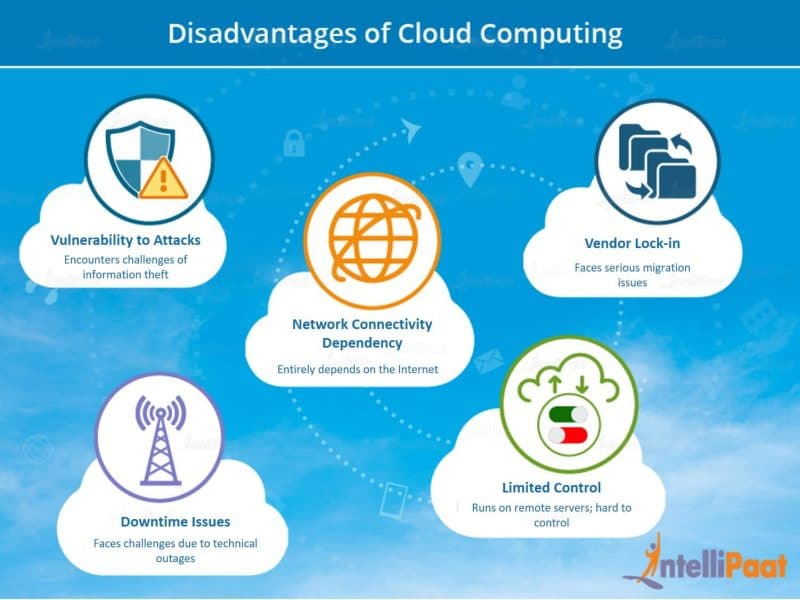 Disadvantages of Cloud Computing
Vulnerability to Attacks
Encounters challenges of
information theft
Network Connectivity
Dependency
Entirely depends on the Internet
Vendor Lock-in
Faces serious migration
issues
Downtime Issues
Faces challenges due to technical
outages
Limited Control
Runs on remote servers; hard to
control
IntelliPaat